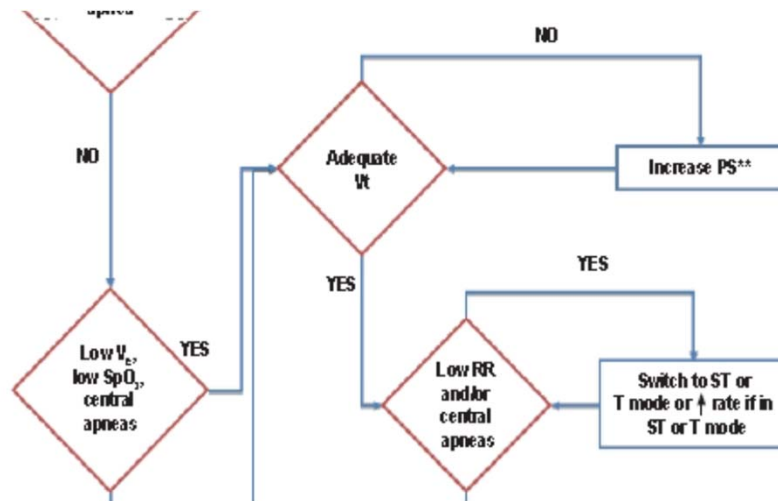 apnea
NO
NO
Adequate
Vt
Increase PS**
YES
YES
YES
Low VE,
low SpO2,
central
apneas
Low RR
and/or
central
apneas
Switch to ST or
T mode or ↑ rate if in
ST or T mode